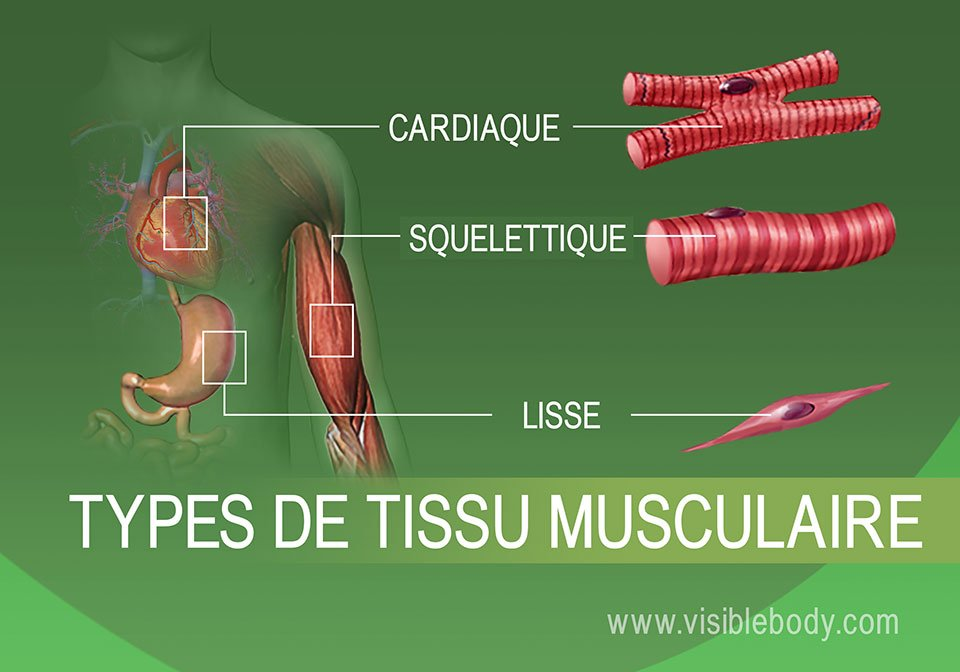 CARDIAQUE
SQUELETTIQUE
LISSE
TYPES DE TISSU MUSCULAIRE
www.visiblebody.com